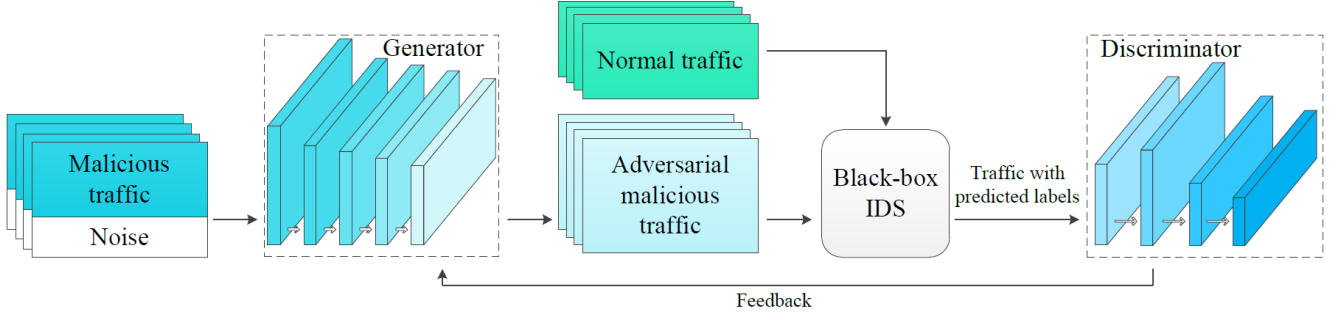 Malicious
traffic
Noise
Generator
Normal traffic
Adversarial
malicious
traffic
Black-box
IDS
Traffic with
predicted labels
Discriminator
Feedback